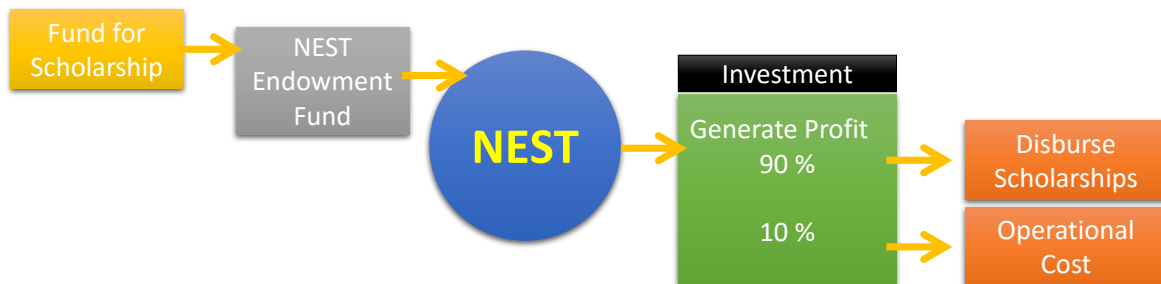 Fund for
Scholarship
NEST
Endowment
Fund
NEST
Investment
Generate Profit
90 %
10 %
Disburse
Scholarships
Operational
Cost